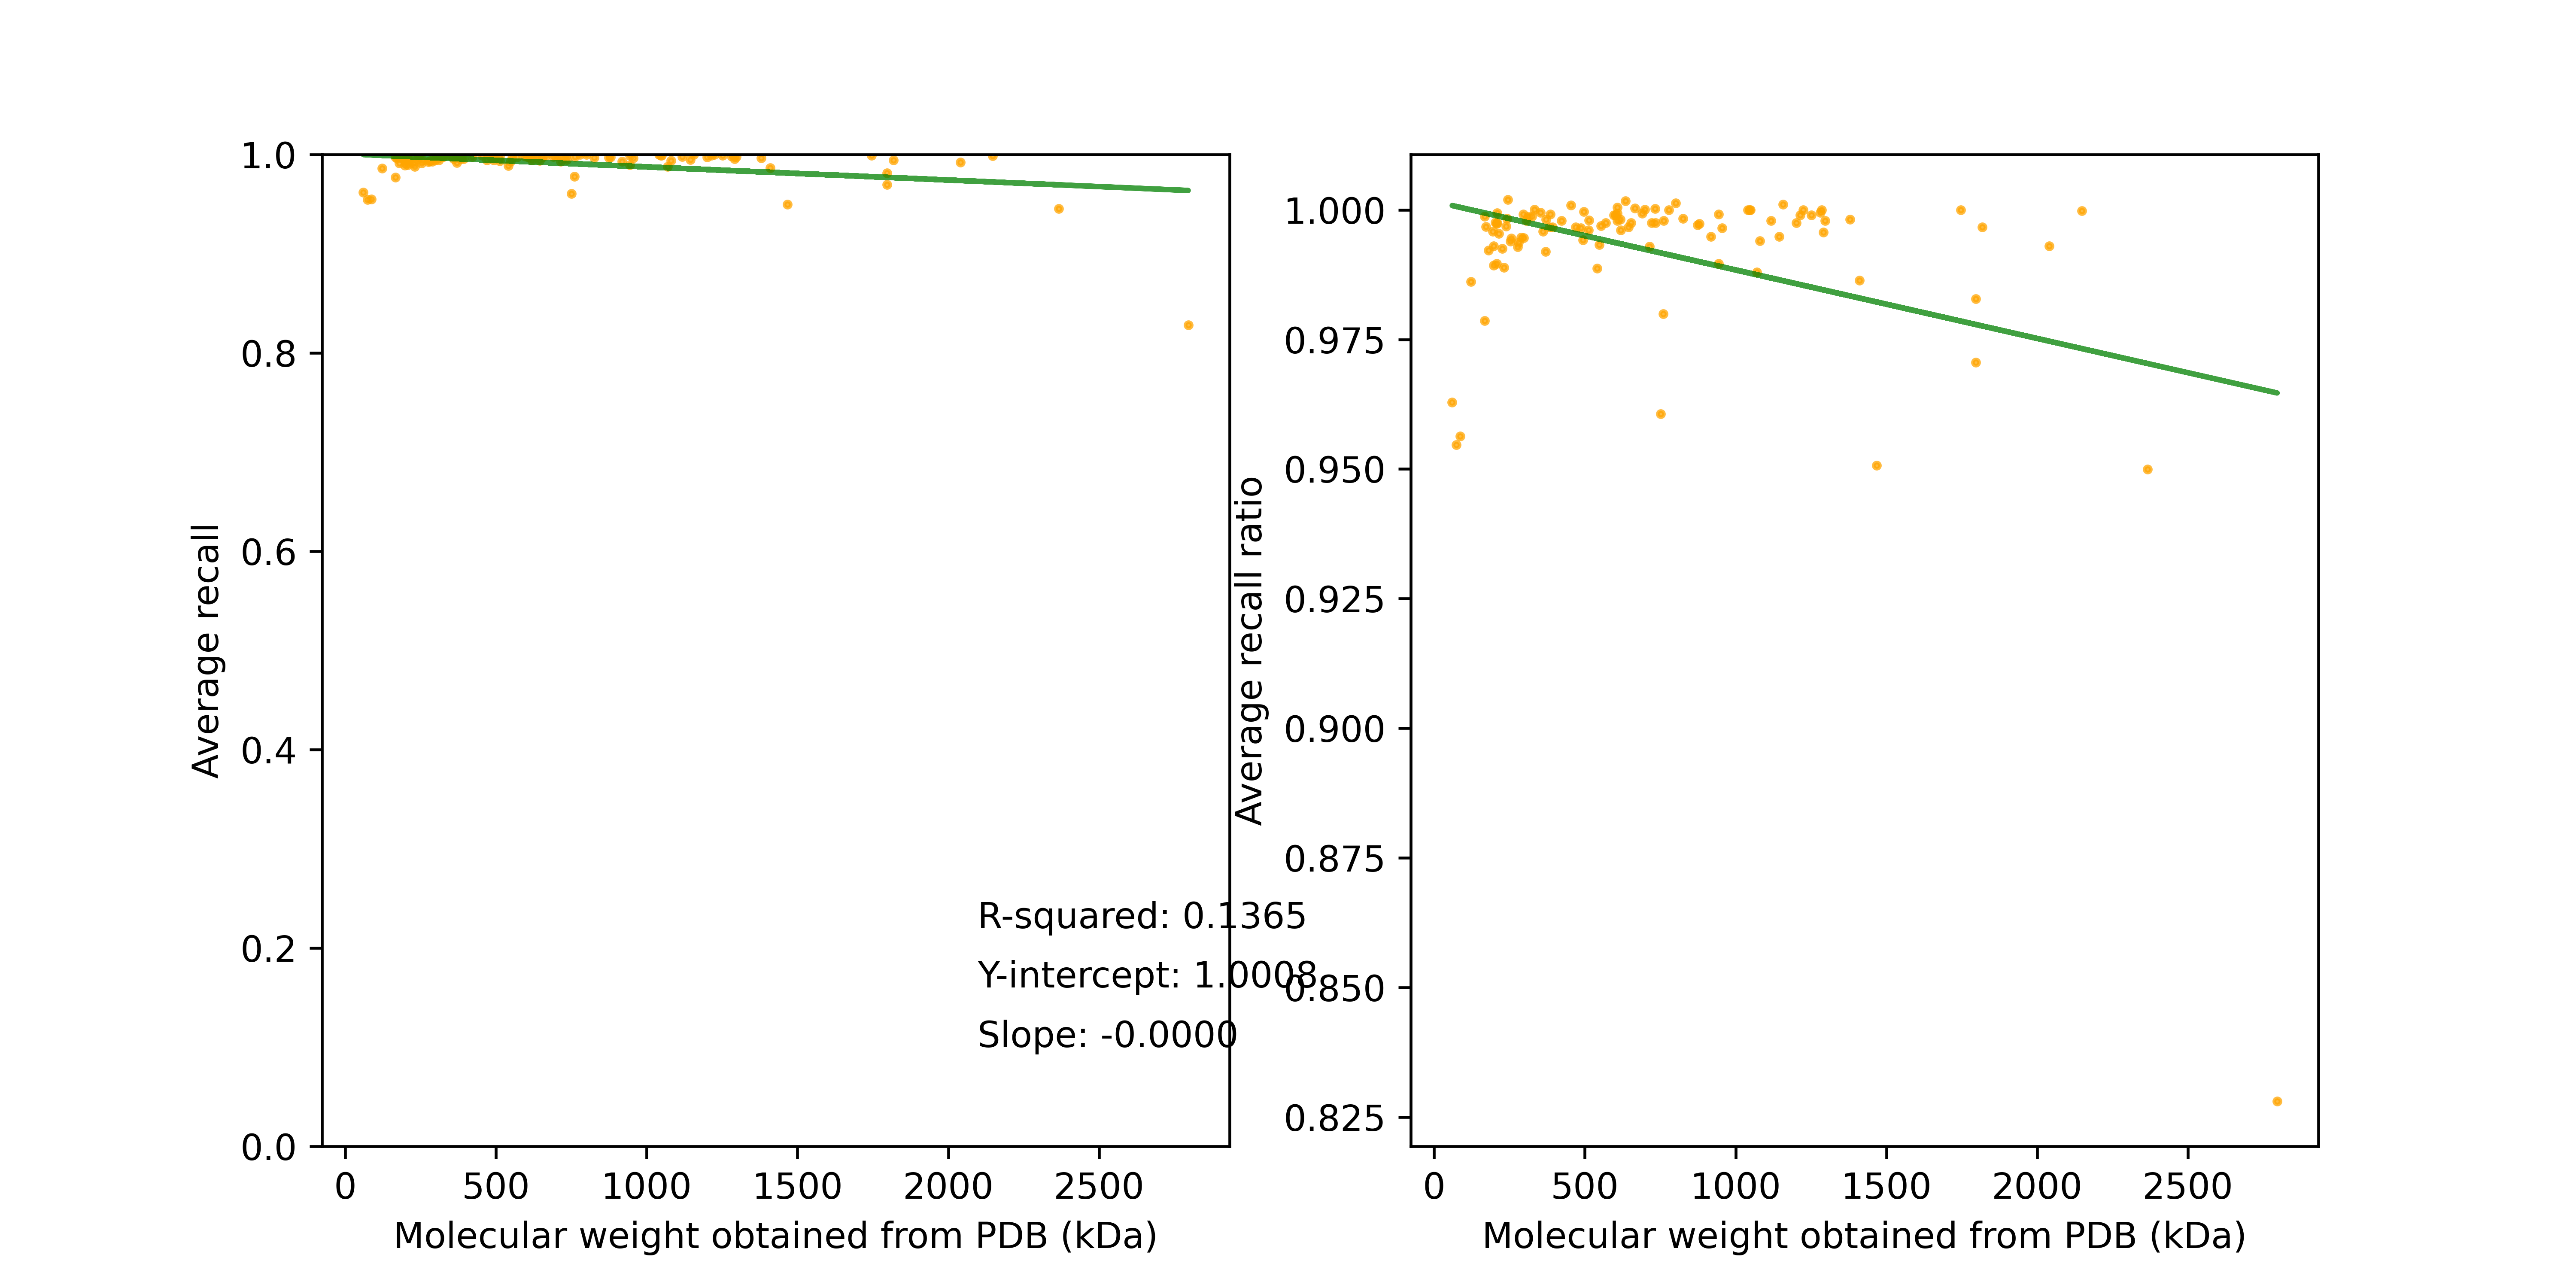 1.0
0.8
0.6
0.4
0.2
0.0
Average recall
R-squared: 0.1365
Y-intercept: 1.0008
Slope: -0.0000
0 500 1000 1500 2000 2500
Molecular weight obtained from PDB (kDa)
1.000
0.975
0.950
0.925
0.900
0.875
0.850
0.825
Average recall ratio
0 500 1000 1500 2000 2500
Molecular weight obtained from PDB (kDa)